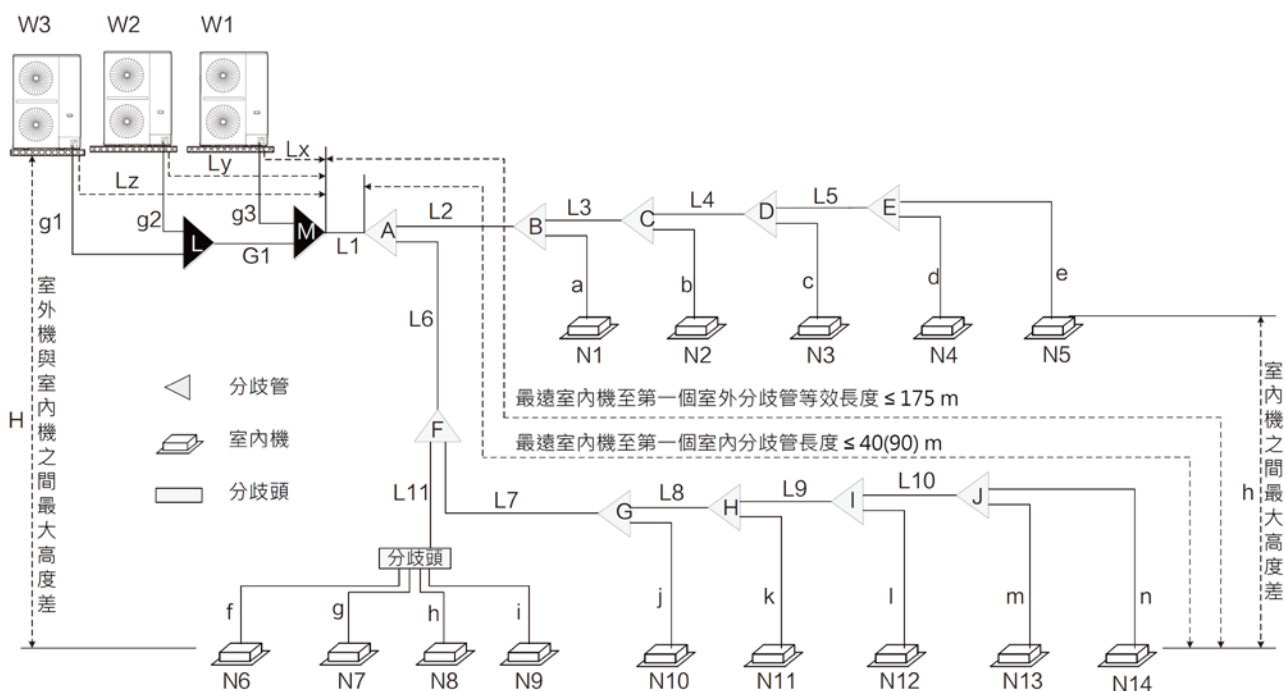 W3
W2
W1
Lx
Ly
Lz
g1
g2
g3
L
G1
M
L1
A
L2
B
L3
C
L4
D
L5
E
a
b
c
d
e
N1
N2
N3
N4
N5
L6
H
室外機與室內機之間最大高度差
分歧管
室內機
分歧頭
最遠室內機至第一個室外分歧管等效長度 ≤ 175 m
最遠室內機至第一個室內分歧管長度 ≤ 40(90) m
h
室內機之間最大高度差
F
L11
L7
G
L8
H
L9
I
L10
J
分歧頭
f
g
h
i
j
k
l
m
n
N6
N7
N8
N9
N10
N11
N12
N13
N14